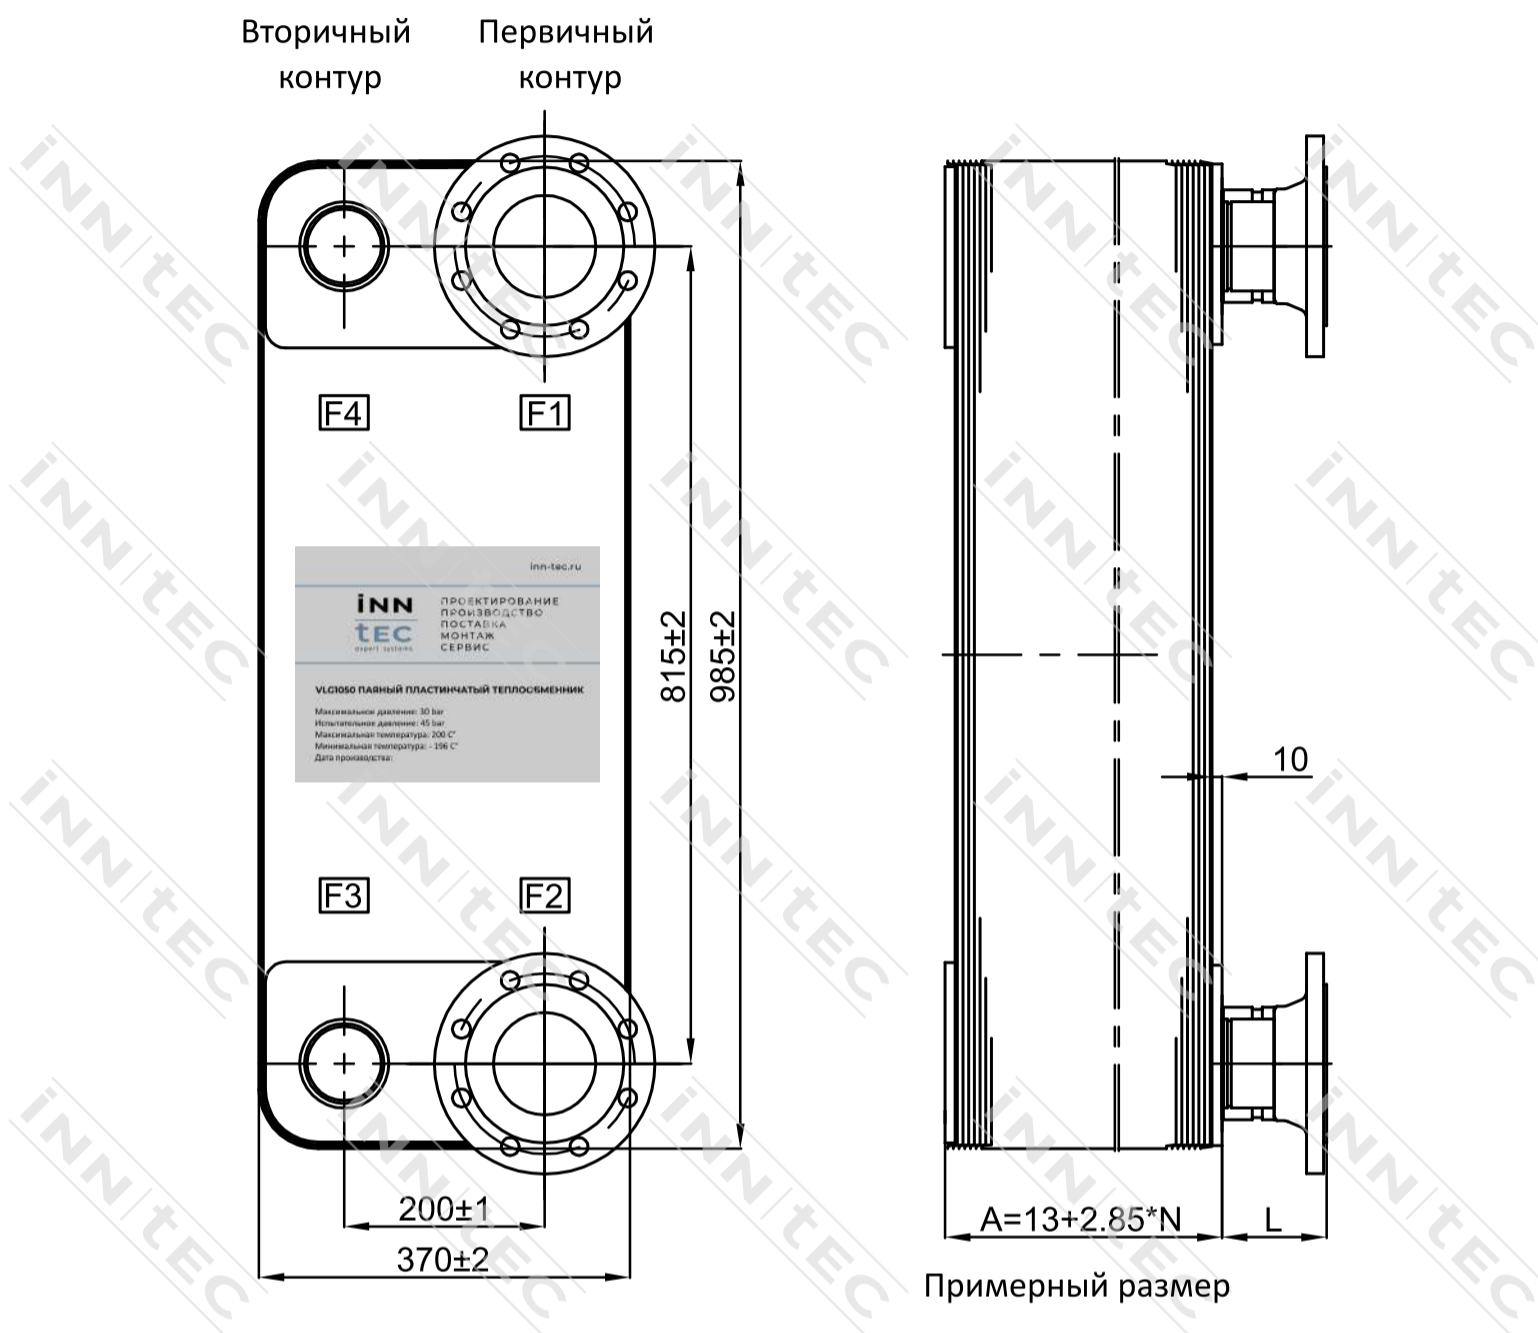 Вторичный
контур
Первичный
контур
F4
F1
inn-tec.ru
iNN
tEC
expert systems
ПРОЕКТИРОВАНИЕ
ПРОИЗВОДСТВО
ПОСТАВКА
МОНТАЖ
СЕРВИС
VLG1050 ПАЯНЫЙ ПЛАСТИНЧАТЫЙ ТЕПЛООБМЕННИК
Максимальное давление: 30 bar
Испытательное давление: 45 bar
Максимальная температура: 200 C°
Минимальная температура: - 196 C°
Дата производства:
815±2
985±2
10
F3
F2
200±1
370±2
A=13+2.85*N
L
Примерный размер